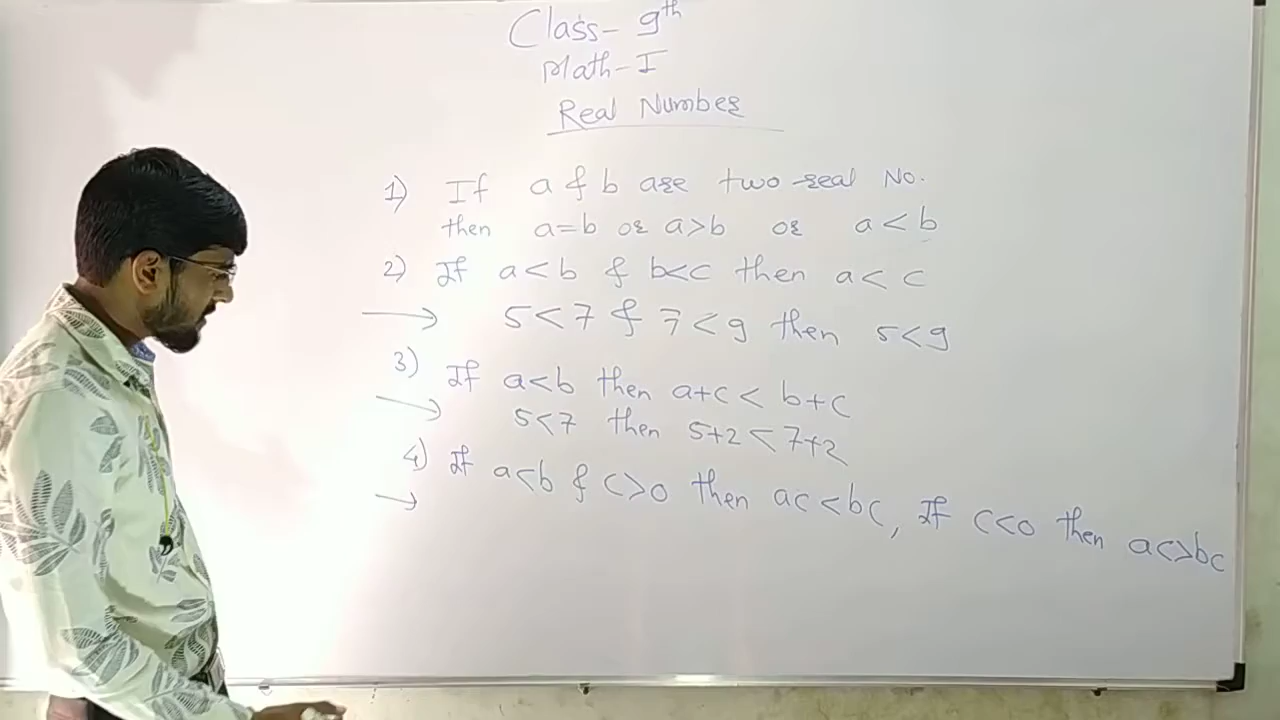 Class- 9th
Math-I
Real Number
1) If a & b are two real No.
then a=b or a>b or a<b
2) If a<b & b<c then a<c
→ 5<7 & 7<9 then 5<9
3) If a<b then a+c < b+c
→ 5<7 then 5+2<7+2
4) If a<b & c>0 then ac<bc, If c<0 then ac>bc
→